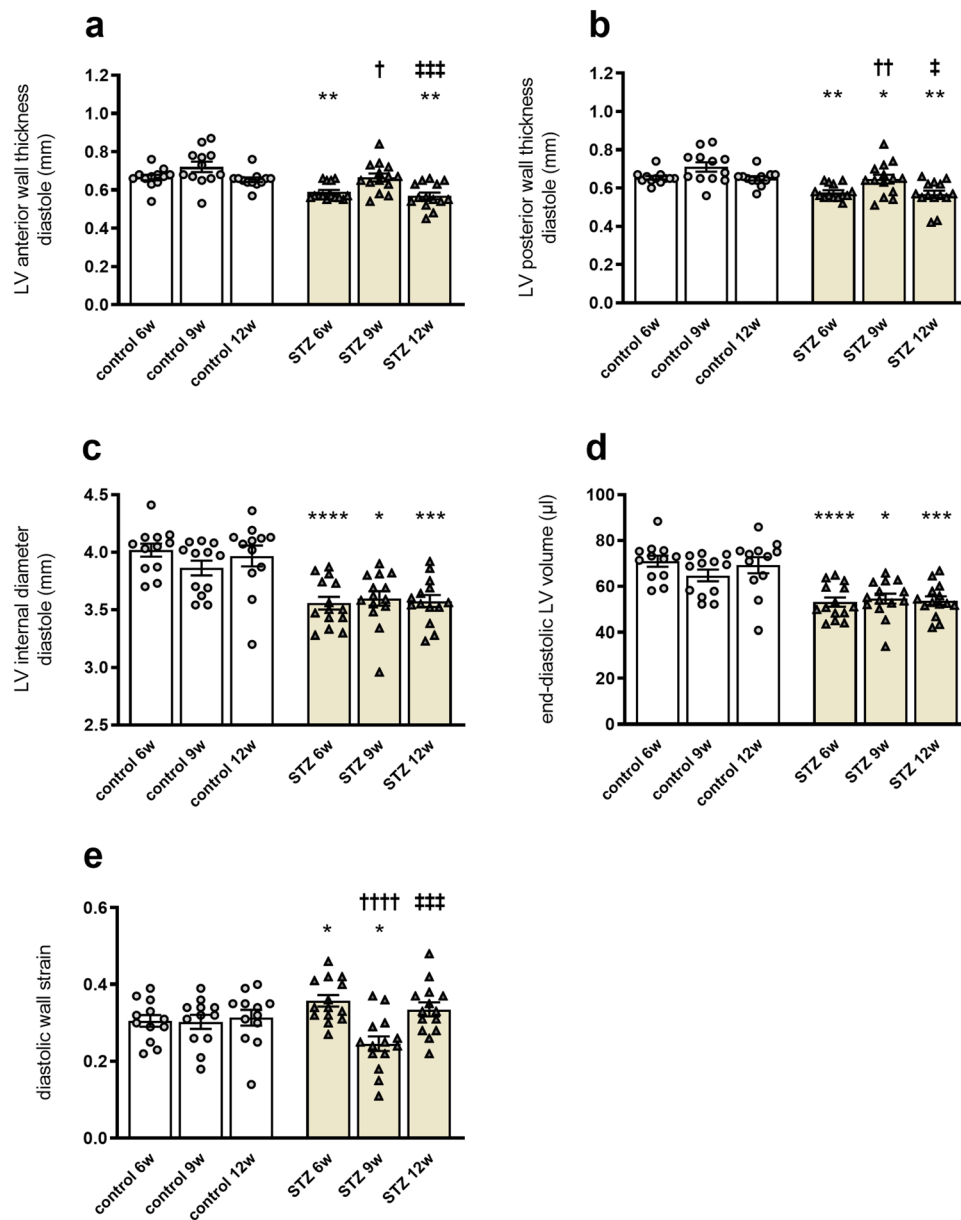 a
LV anterior wall thickness
diastole (mm)
† ‡‡‡
** **
1.2
1.0
0.8
0.6
0.4
0.2
0.0
control 6w
control 9w
control 12w
STZ 6w
STZ 9w
STZ 12w
b
LV posterior wall thickness
diastole (mm)
†† ‡
** * **
1.2
1.0
0.8
0.6
0.4
0.2
0.0
control 6w
control 9w
control 12w
STZ 6w
STZ 9w
STZ 12w
c
LV internal diameter
diastole (mm)
**** * ***
4.5
4.0
3.5
3.0
2.5
control 6w
control 9w
control 12w
STZ 6w
STZ 9w
STZ 12w
d
end-diastolic LV volume (µl)
**** * ***
100
80
60
40
20
0
control 6w
control 9w
control 12w
STZ 6w
STZ 9w
STZ 12w
e
diastolic wall strain
†††† ‡‡‡
* *
0.6
0.4
0.2
0.0
control 6w
control 9w
control 12w
STZ 6w
STZ 9w
STZ 12w